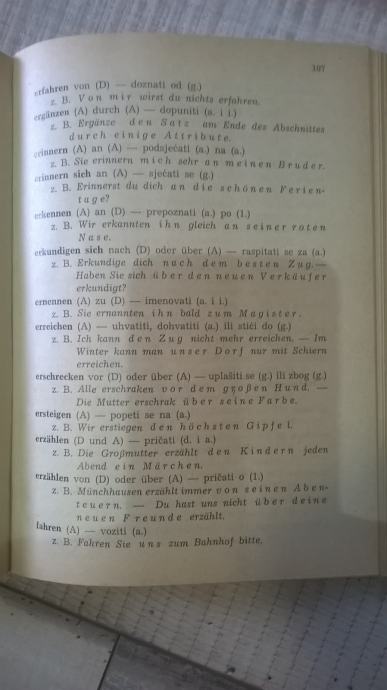 107
erfahren von (D) — doznati od (g.)
z. B. Von mir wirst du nichts erfahren.
ergänzen (A) durch (A) — dopuniti (a. i i.)
z. B. Ergänze den Satz am Ende des Abschnittes
durch einige Attribute.
erinnern (A) an (A) — podsjećati (a.) na (a.)
z. B. Sie erinnern mich sehr an meinen Bruder.
erinnern sich an (A) — sjećati se (g.)
z. B. Erinnerst du dich an die schönen Ferien-
tage?
erkennen (A) an (D) — prepoznati (a.) po (l.)
z. B. Wir erkannten ihn gleich an seiner roten
Nase.
erkundigen sich nach (D) oder über (A) — raspitati se za (a.)
z. B. Erkundige dich nach dem besten Zug. —
Haben Sie sich über den neuen Verkäufer
erkundigt?
ernennen (A) zu (D) — imenovati (a. i i.)
z. B. Sie ernannten ihn bald zum Magister.
erreichen (A) — uhvatiti, dohvatiti (a.) ili stići do (g.)
z. B. Ich kann den Zug nicht mehr erreichen. — Im
Winter kann man unser Dorf nur mit Schiern
erreichen.
erschrecken vor (D) oder über (A) — uplašiti se (g.) ili zbog (g.)
z. B. Alle erschraken vor dem großen Hund. —
Die Mutter erschrak über seine Farbe.
ersteigen (A) — popeti se na (a.)
z. B. Wir erstiegen den höchsten Gipfel.
erzählen (D und A) — pričati (d. i a.)
z. B. Die Großmutter erzählt den Kindern jeden
Abend ein Märchen.
erzählen von (D) oder über (A) — pričati o (l.)
z. B. Münchhausen erzählt immer von seinen Aben-
teuern. — Du hast uns nicht über deine
neuen Freunde erzählt.
fahren (A) — voziti (a.)
z. B. Fahren Sie uns zum Bahnhof bitte.